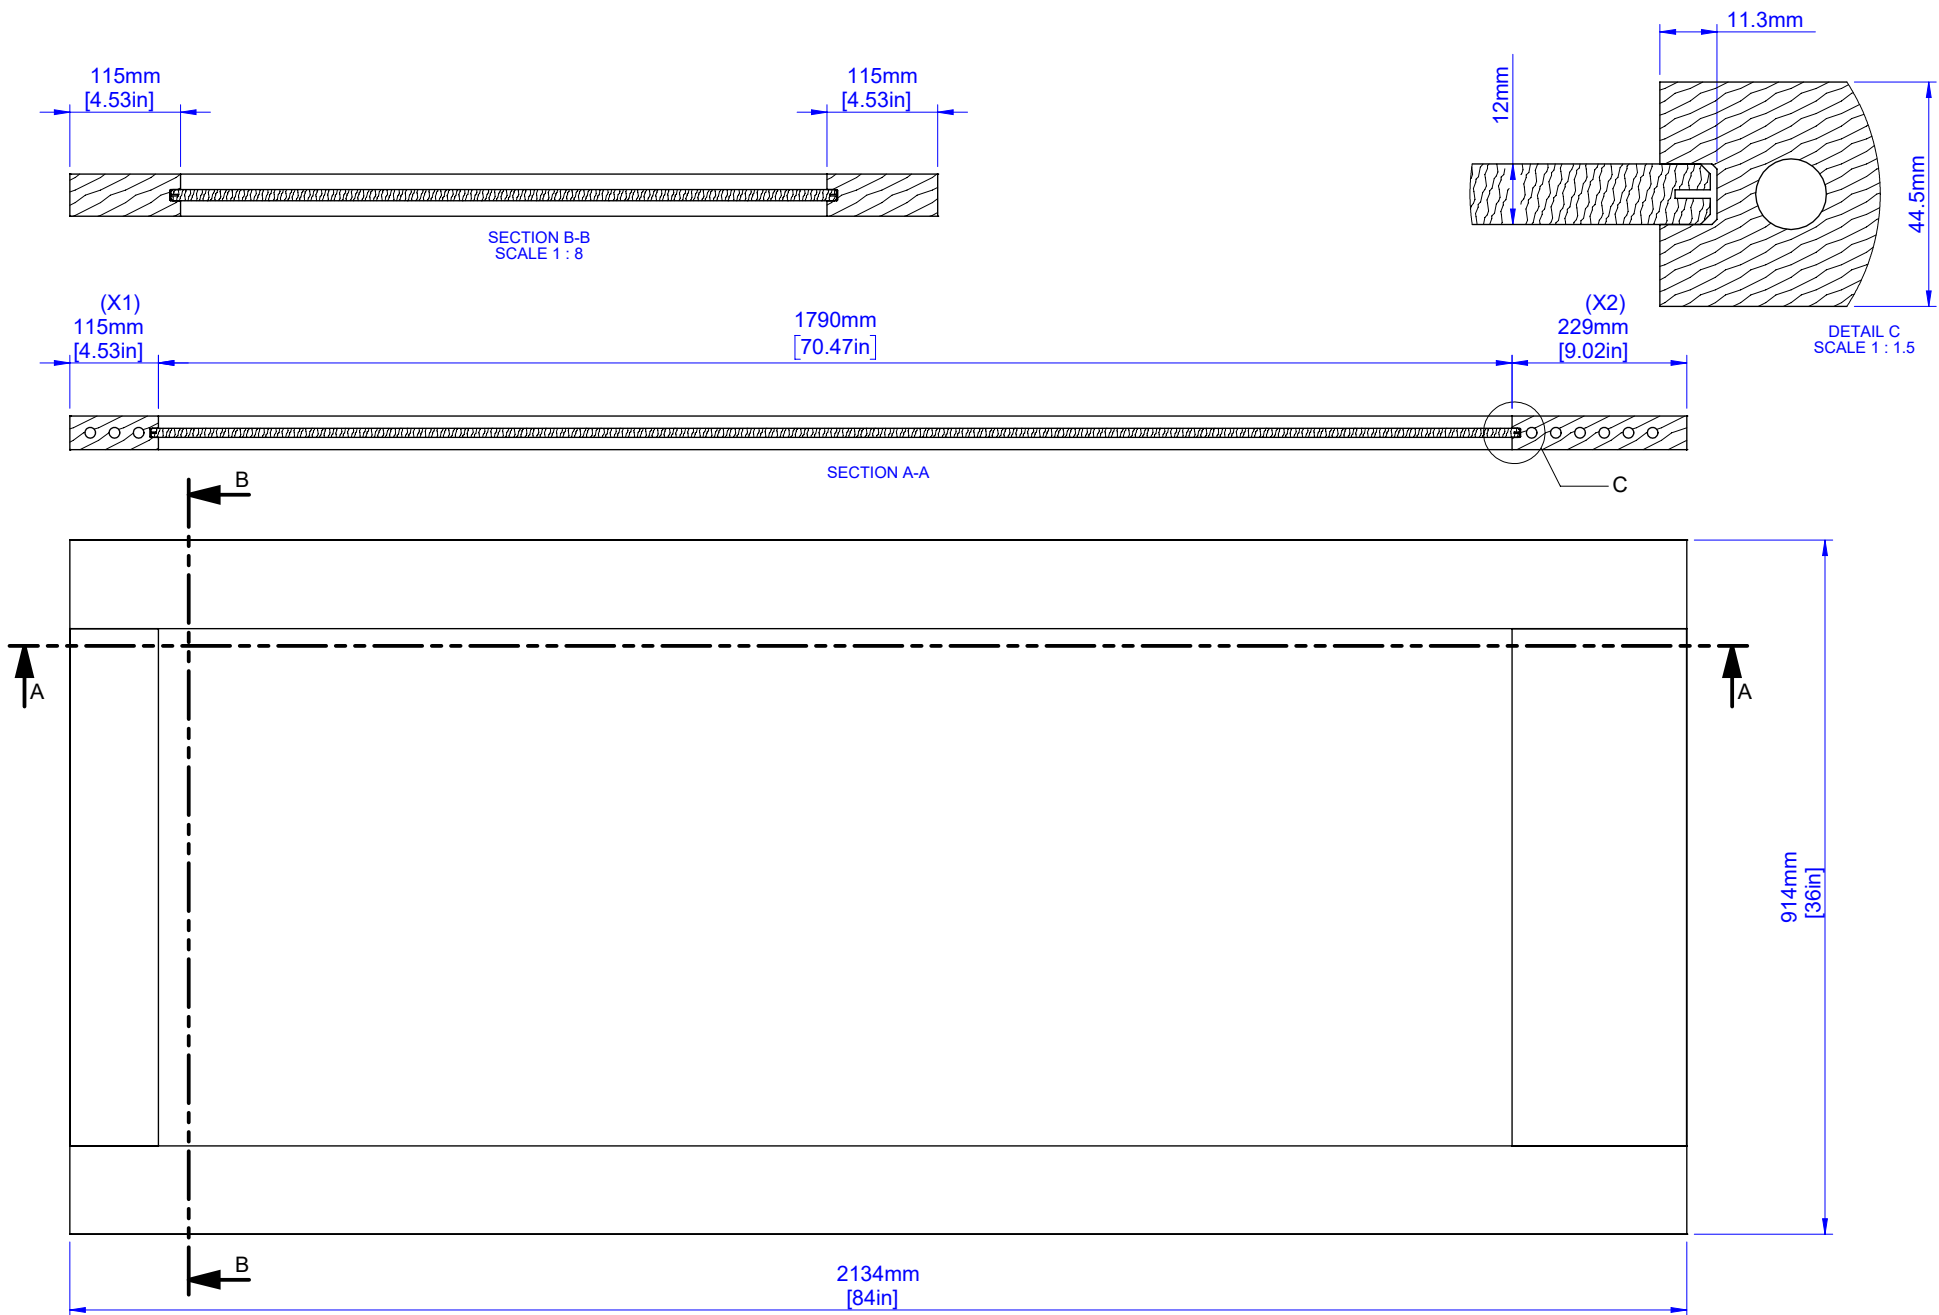 11.3mm
115mm
[4.53in]
115mm
[4.53in]
12mm
44.5mm
SECTION B-B
SCALE 1 : 8
(X1)
115mm
[4.53in]
1790mm
[70.47in]
(X2)
229mm
[9.02in]
DETAIL C
SCALE 1 : 1.5
SECTION A-A
B
C
A
A
914mm
[36in]
B
2134mm
[84in]